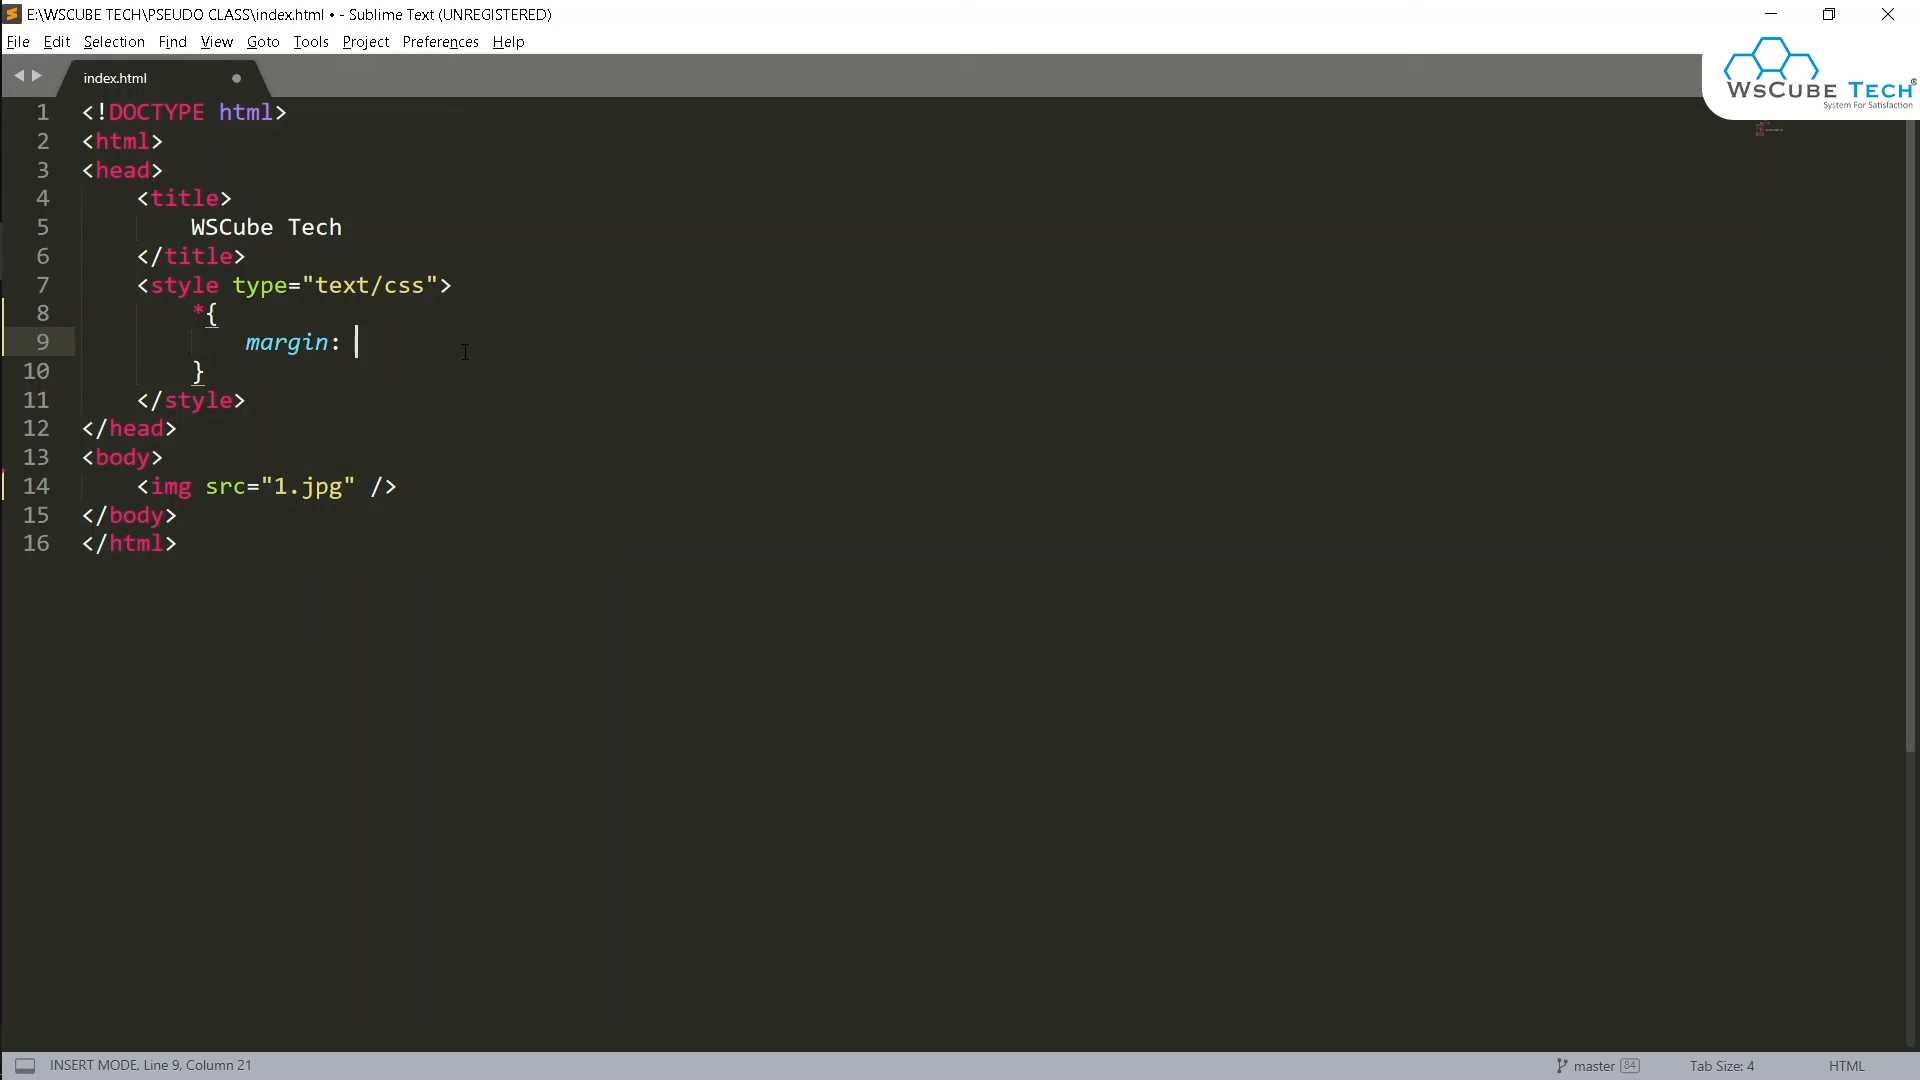 E:\WSCUBE TECH\PSEUDO CLASS\index.html • - Sublime Text (UNREGISTERED)
File Edit Selection Find View Goto Tools Project Preferences Help
WsCube Tech®
System For Satisfaction
index.html
1 <!DOCTYPE html>
2 <html>
3 <head>
4 <title>
5 WSCube Tech
6 </title>
7 <style type="text/css">
8 *{
9 margin:
10 }
11 </style>
12 </head>
13 <body>
14 <img src="1.jpg" />
15 </body>
16 </html>
INSERT MODE, Line 9, Column 21 master 84 Tab Size: 4 HTML